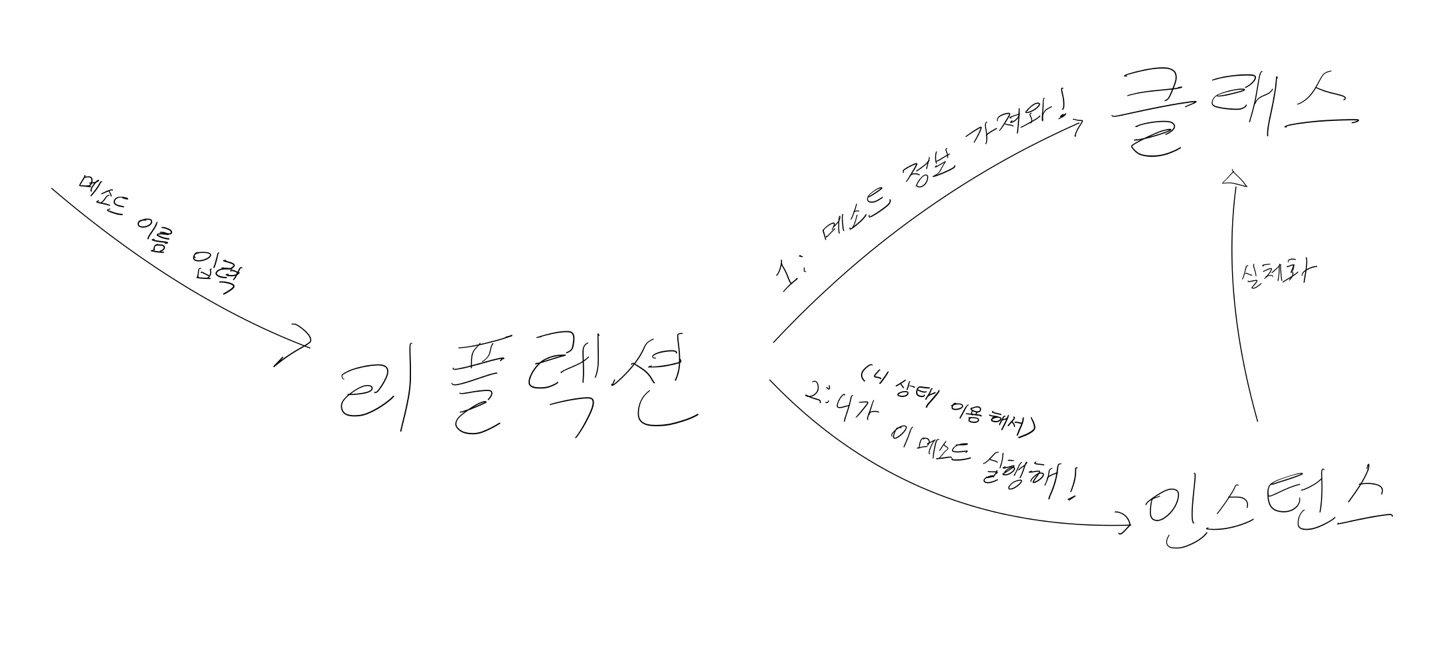 메소드 이름 입력
리플렉션
1: 메소드 정보 가져와!
클래스
실체화
(니 상태 이용해서)
2: 니가 이 메소드 실행해!
인스턴스